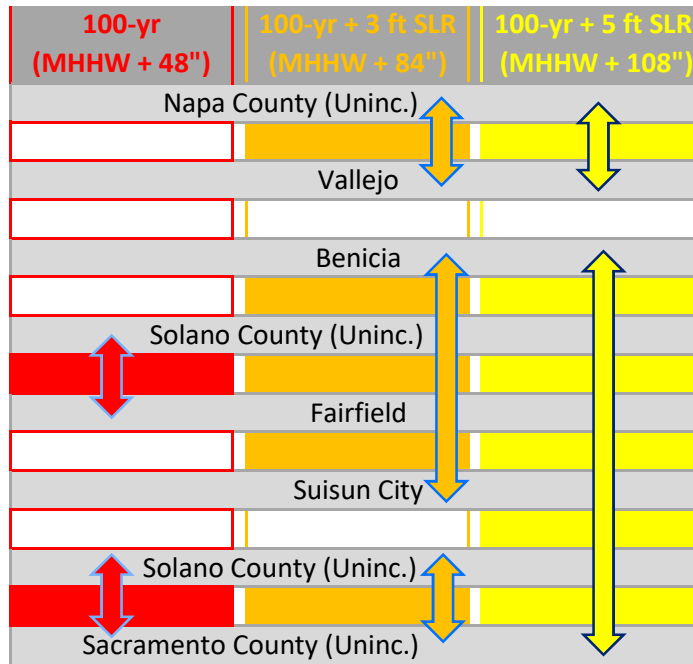 100-yr
(MHHW + 48")
100-yr + 3 ft SLR
(MHHW + 84")
100-yr + 5 ft SLR
(MHHW + 108")
Napa County (Uninc.)
Vallejo
Benicia
Solano County (Uninc.)
Fairfield
Suisun City
Solano County (Uninc.)
Sacramento County (Uninc.)